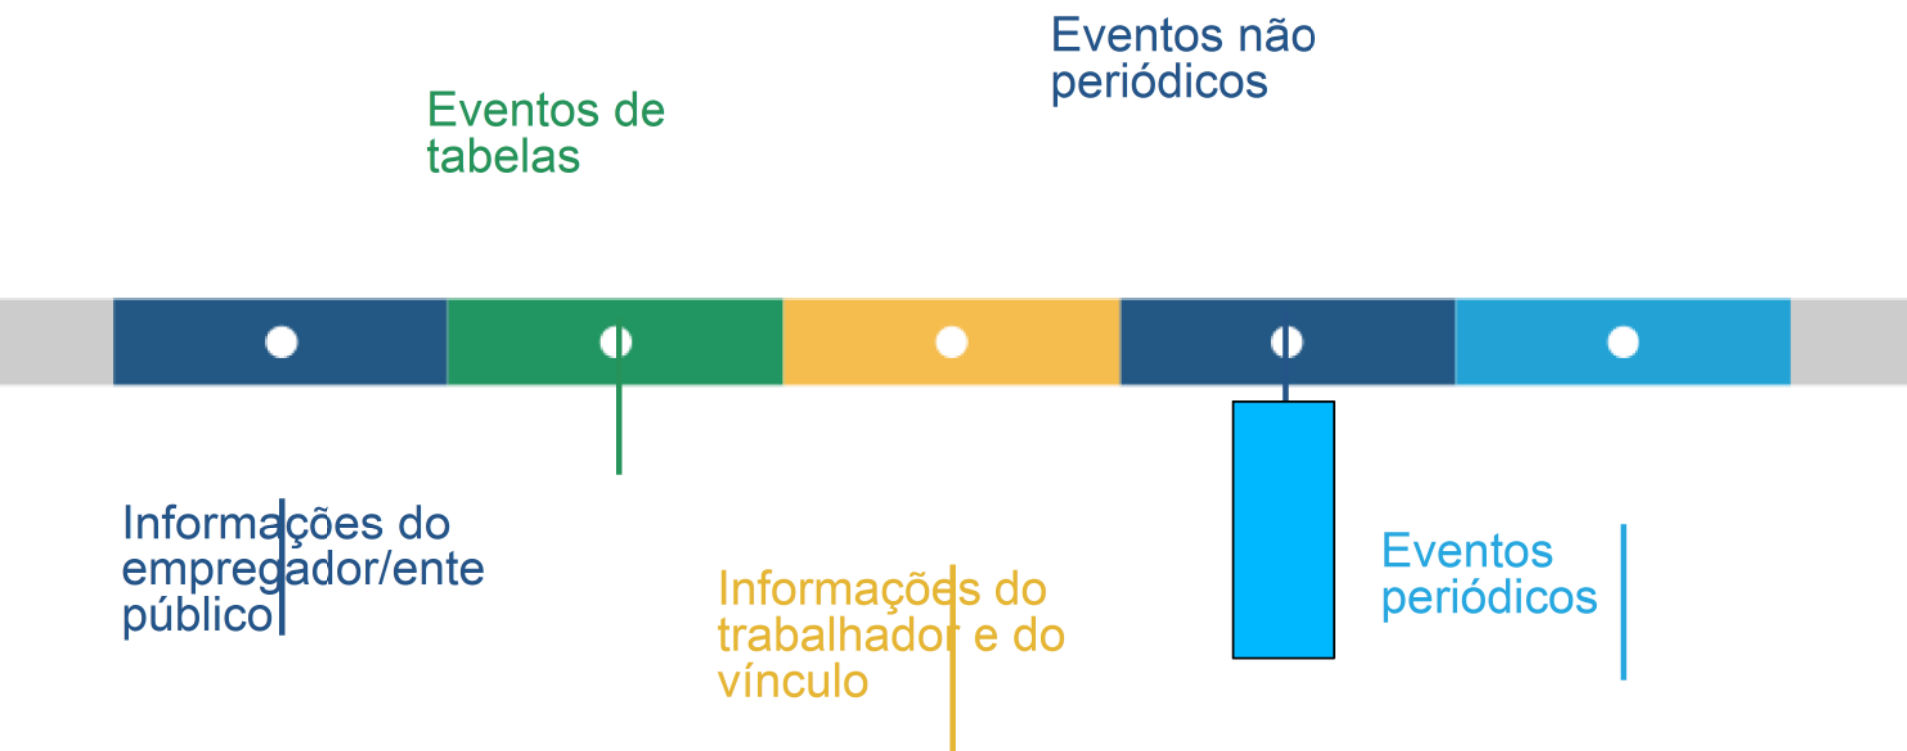 Eventos não
periódicos
Eventos de
tabelas
Informações do
empregador/ente
público
Informações do
trabalhador e do
vínculo
Eventos
periódicos